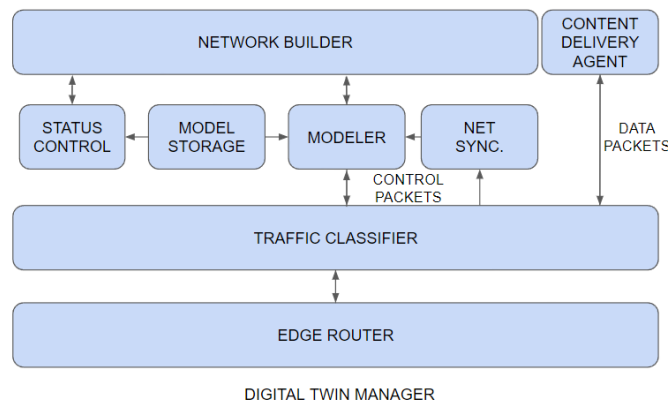 NETWORK BUILDER
CONTENT
DELIVERY
AGENT
STATUS
CONTROL
MODEL
STORAGE
MODELER
NET
SYNC.
DATA
PACKETS
CONTROL
PACKETS
TRAFFIC CLASSIFIER
EDGE ROUTER
DIGITAL TWIN MANAGER